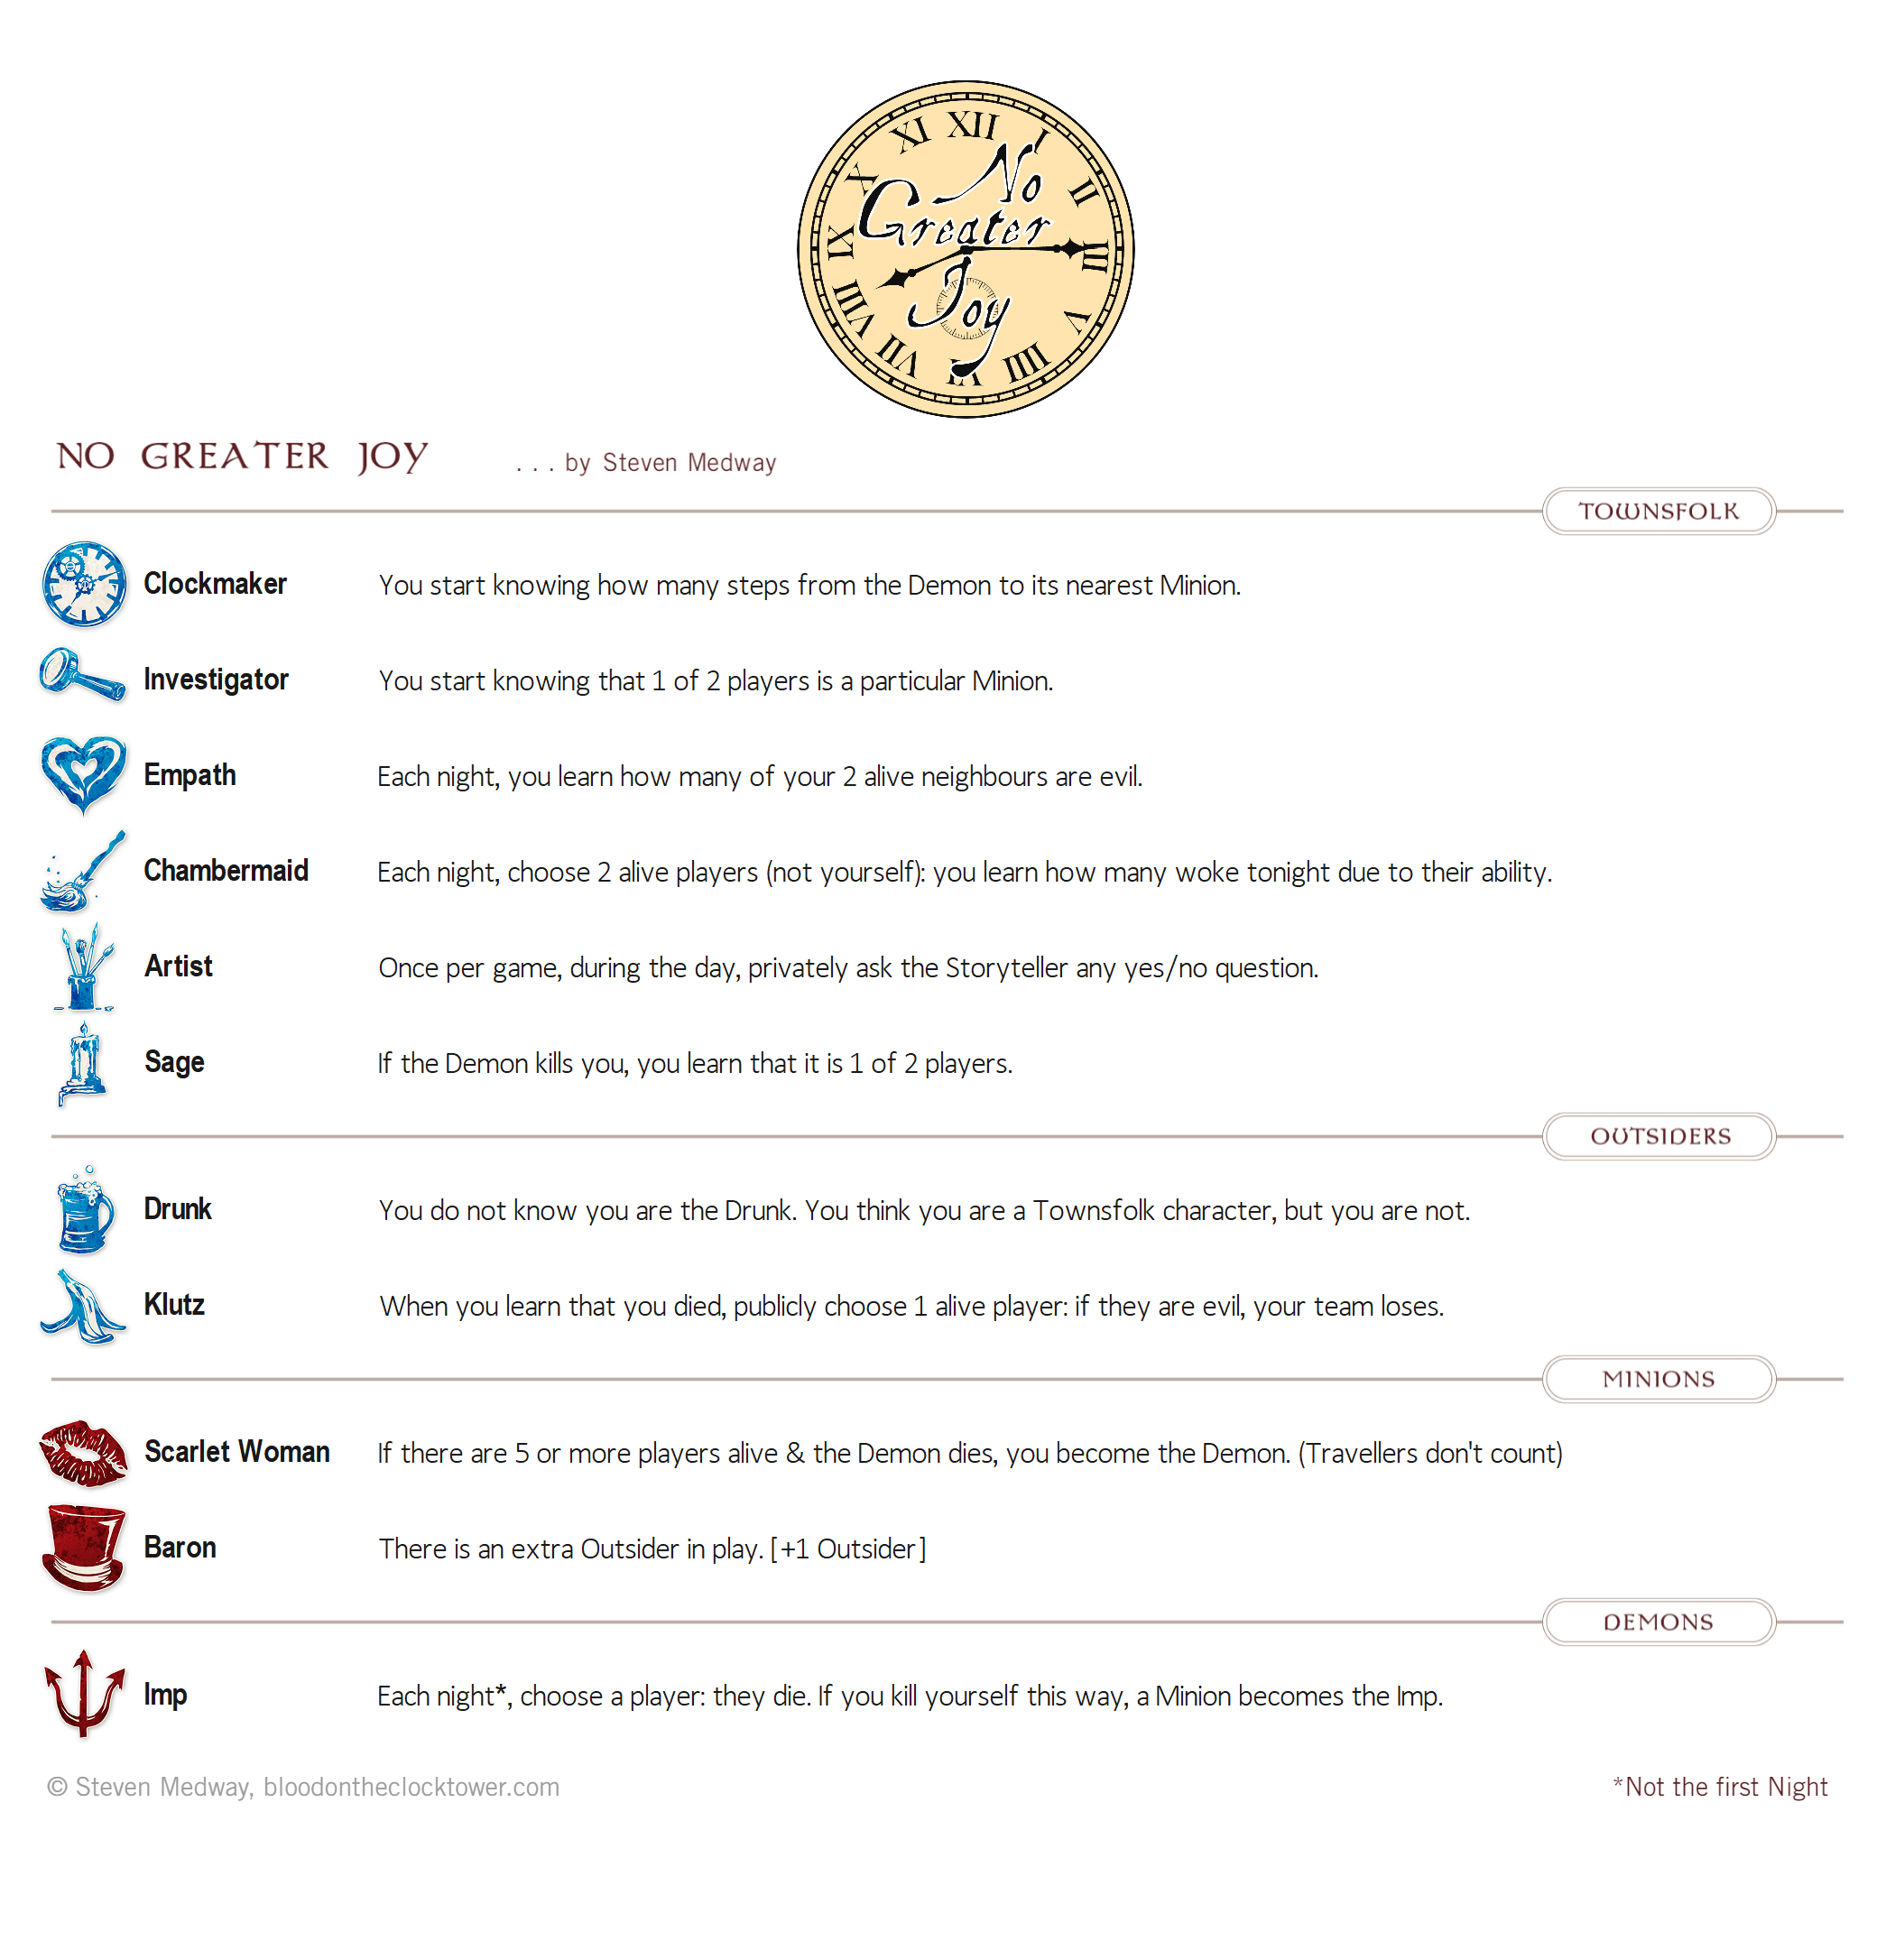 XII
I
II
III
V
IIII
VI
VII
VIII
IX
X
XI
No
Greater
Joy
NO GREATER JOY . . . by Steven Medway
TOWNSFOLK
Clockmaker You start knowing how many steps from the Demon to its nearest Minion.
Investigator You start knowing that 1 of 2 players is a particular Minion.
Empath Each night, you learn how many of your 2 alive neighbours are evil.
Chambermaid Each night, choose 2 alive players (not yourself): you learn how many woke tonight due to their ability.
Artist Once per game, during the day, privately ask the Storyteller any yes/no question.
Sage If the Demon kills you, you learn that it is 1 of 2 players.
OUTSIDERS
Drunk You do not know you are the Drunk. You think you are a Townsfolk character, but you are not.
Klutz When you learn that you died, publicly choose 1 alive player: if they are evil, your team loses.
MINIONS
Scarlet Woman If there are 5 or more players alive & the Demon dies, you become the Demon. (Travellers don't count)
Baron There is an extra Outsider in play. [+1 Outsider]
DEMONS
Imp Each night*, choose a player: they die. If you kill yourself this way, a Minion becomes the Imp.
© Steven Medway, bloodontheclocktower.com
*Not the first Night